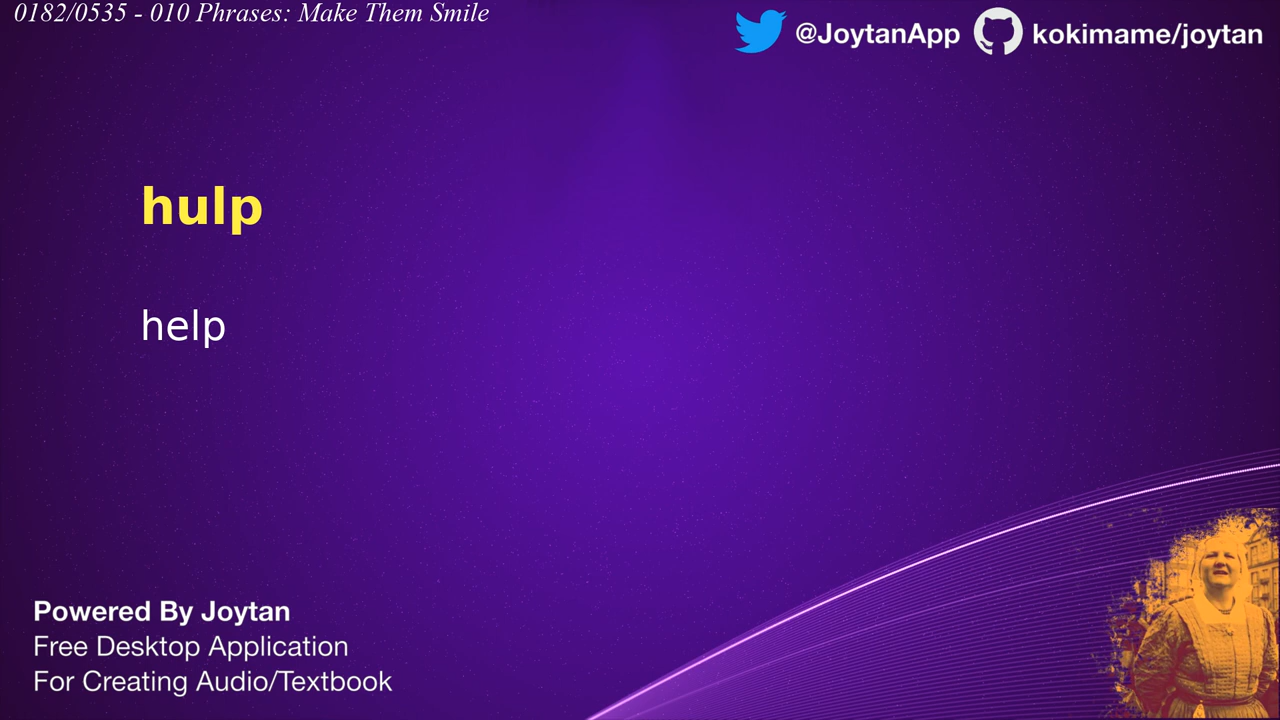 0182/0535 - 010 Phrases: Make Them Smile
@JoytanApp kokimame/joytan
hulp
help
Powered By Joytan
Free Desktop Application
For Creating Audio/Textbook